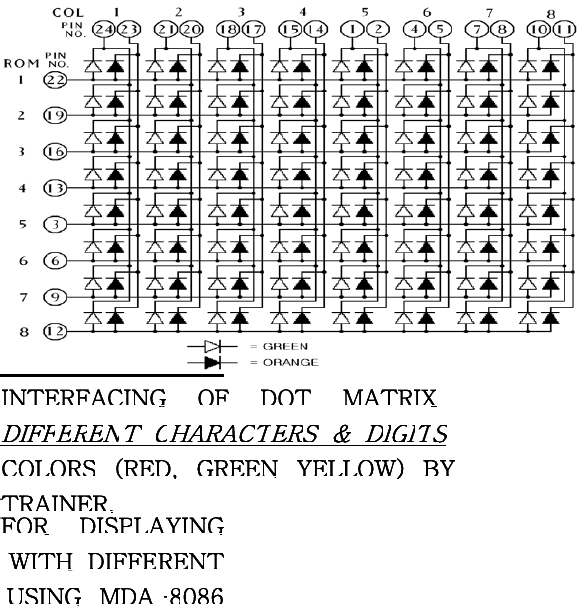 COL 1 2 3 4 5 6 7 8
PIN NO. 24 23 21 20 18 17 15 14 1 2 4 5 7 8 10 11
ROM PIN NO.
1 22
2 19
3 16
4 13
5 3
6 6
7 9
8 12
= GREEN
= ORANGE
INTERFACING OF DOT MATRIX
DIFFERENT CHARACTERS & DIGITS
COLORS (RED, GREEN YELLOW) BY
TRAINER.
FOR DISPLAYING
WITH DIFFERENT
USING MDA-8086